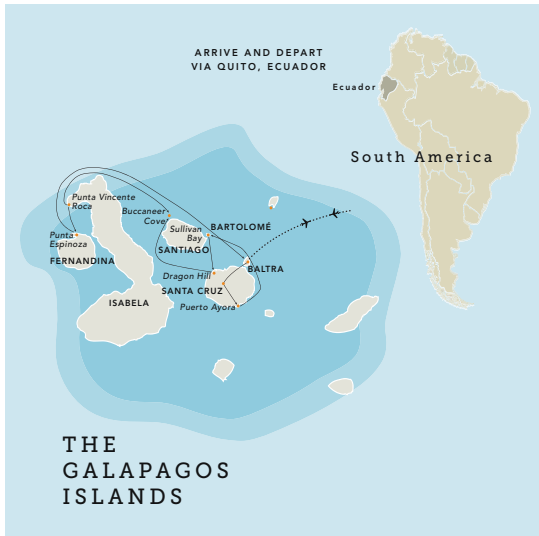 ARRIVE AND DEPART
VIA QUITO, ECUADOR
Ecuador
South America
Punta Vincente
Roca
Buccaneer
Cove
Sullivan
Bay
BARTOLOMÉ
Punta
Espinoza
SANTIAGO
FERNANDINA
BALTRA
Dragon Hill
SANTA CRUZ
ISABELA
Puerto Ayora
THE
GALAPAGOS
ISLANDS